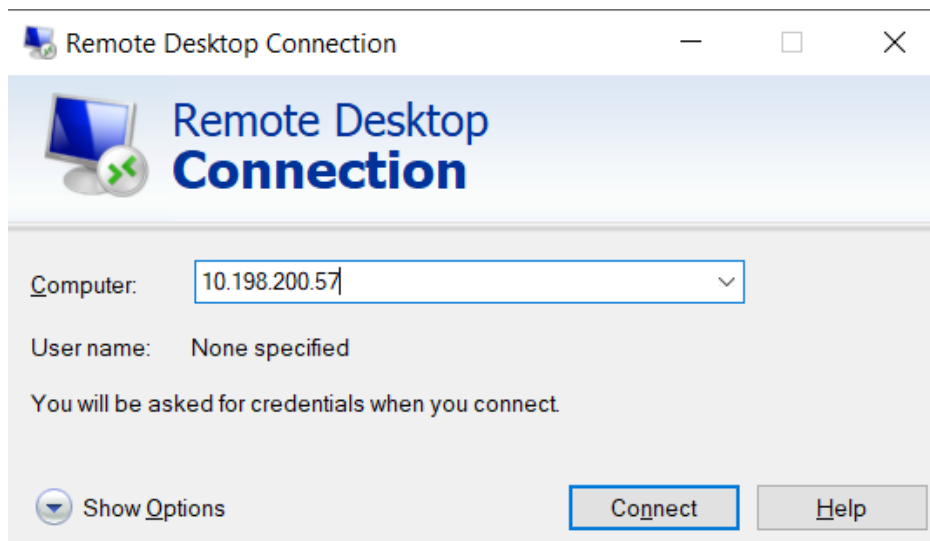 Remote Desktop Connection
Remote Desktop
Connection
Computer: 10.198.200.57
User name: None specified
You will be asked for credentials when you connect.
Show Options Connect Help